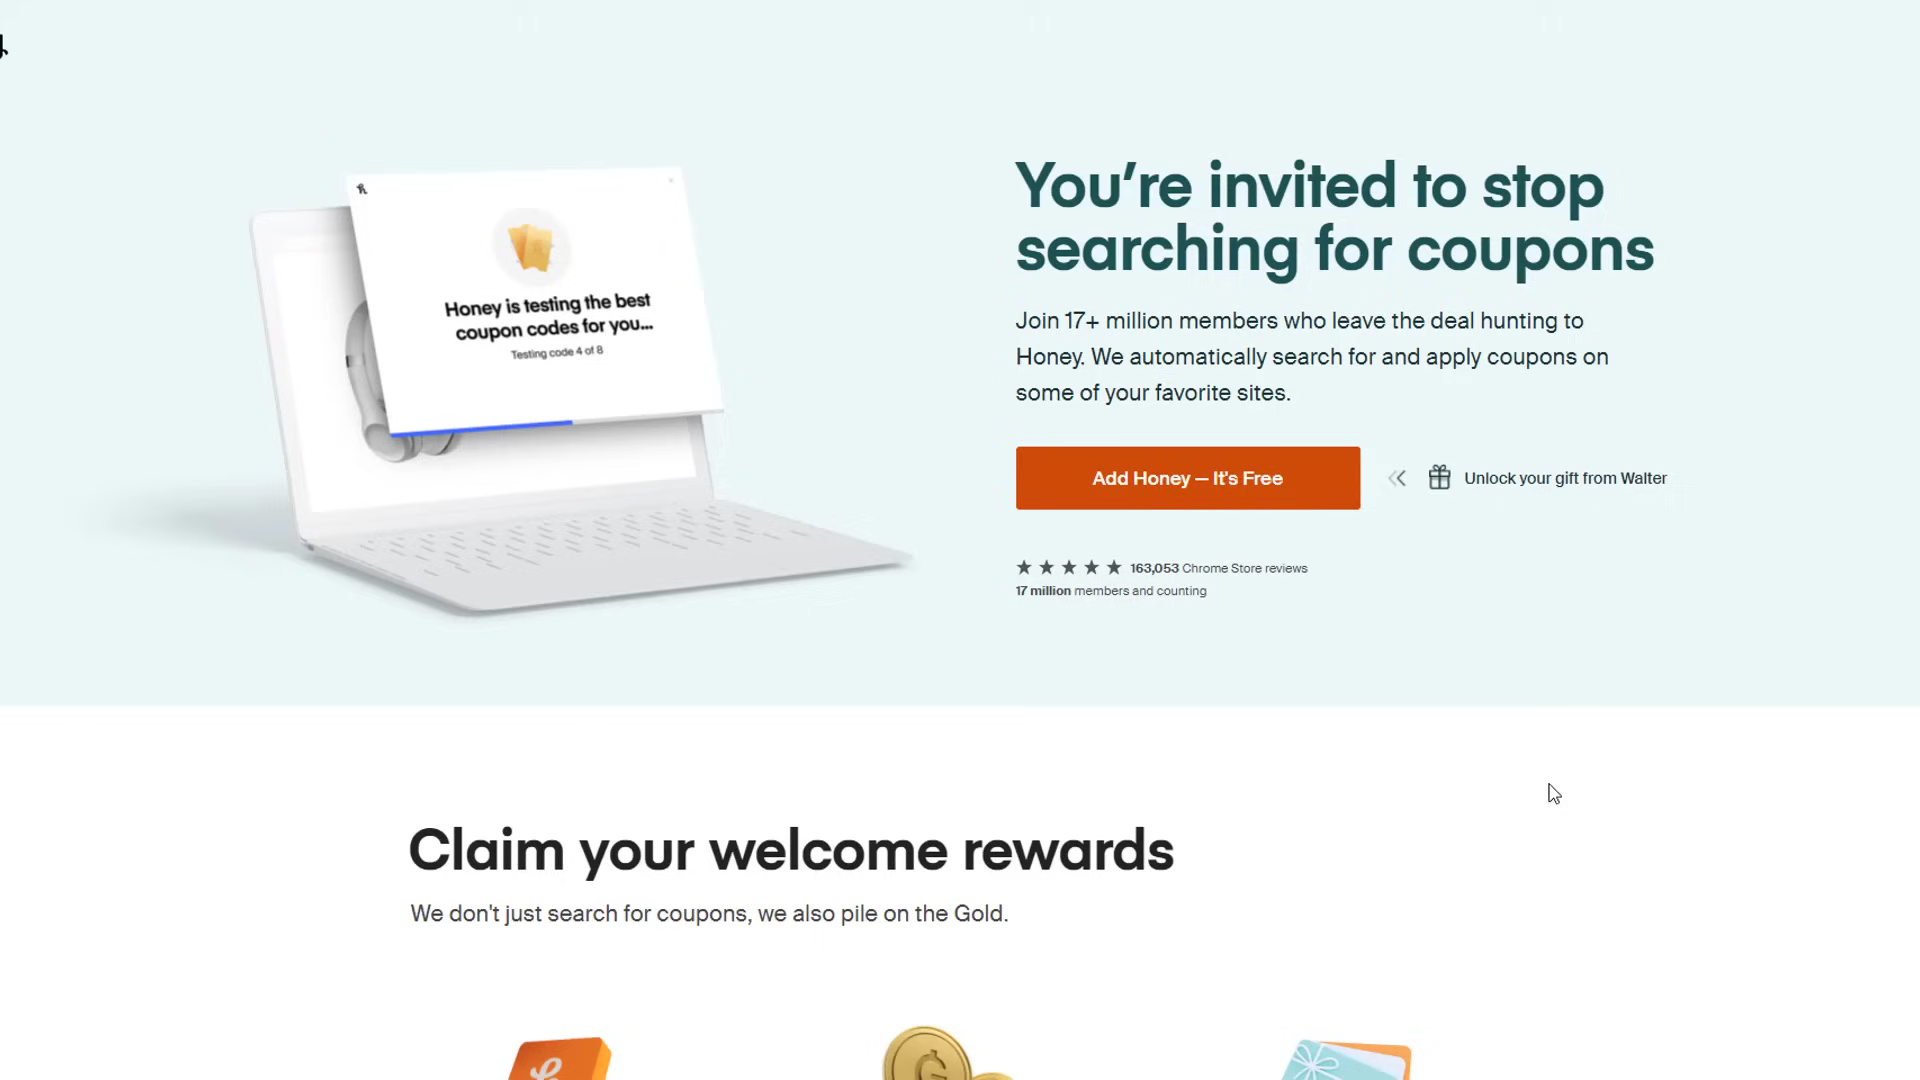 You're invited to stop
searching for coupons
Join 17+ million members who leave the deal hunting to
Honey. We automatically search for and apply coupons on
some of your favorite sites.
Add Honey – It's Free
Unlock your gift from Walter
163,053 Chrome Store reviews
17 million members and counting
Honey is testing the best
coupon codes for you...
Testing code 4 of 8
Claim your welcome rewards
We don't just search for coupons, we also pile on the Gold.